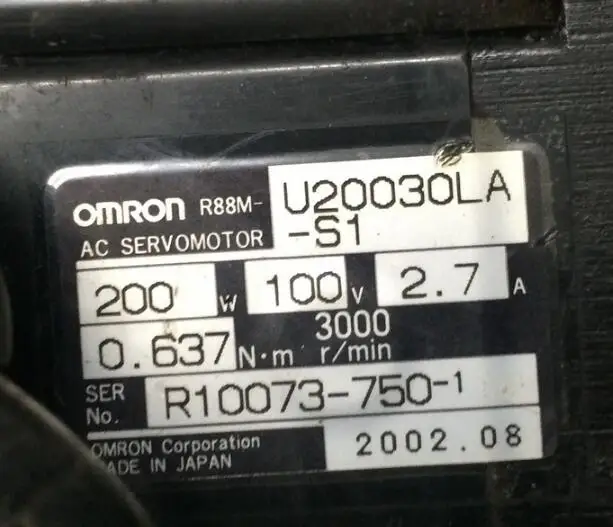 OMRON R88M- U20030LA
AC SERVOMOTOR -S1
200 W 100 V 2.7 A
0.637 N·m 3000 r/min
SER No. R10073-750-1
OMRON Corporation 2002.08
MADE IN JAPAN